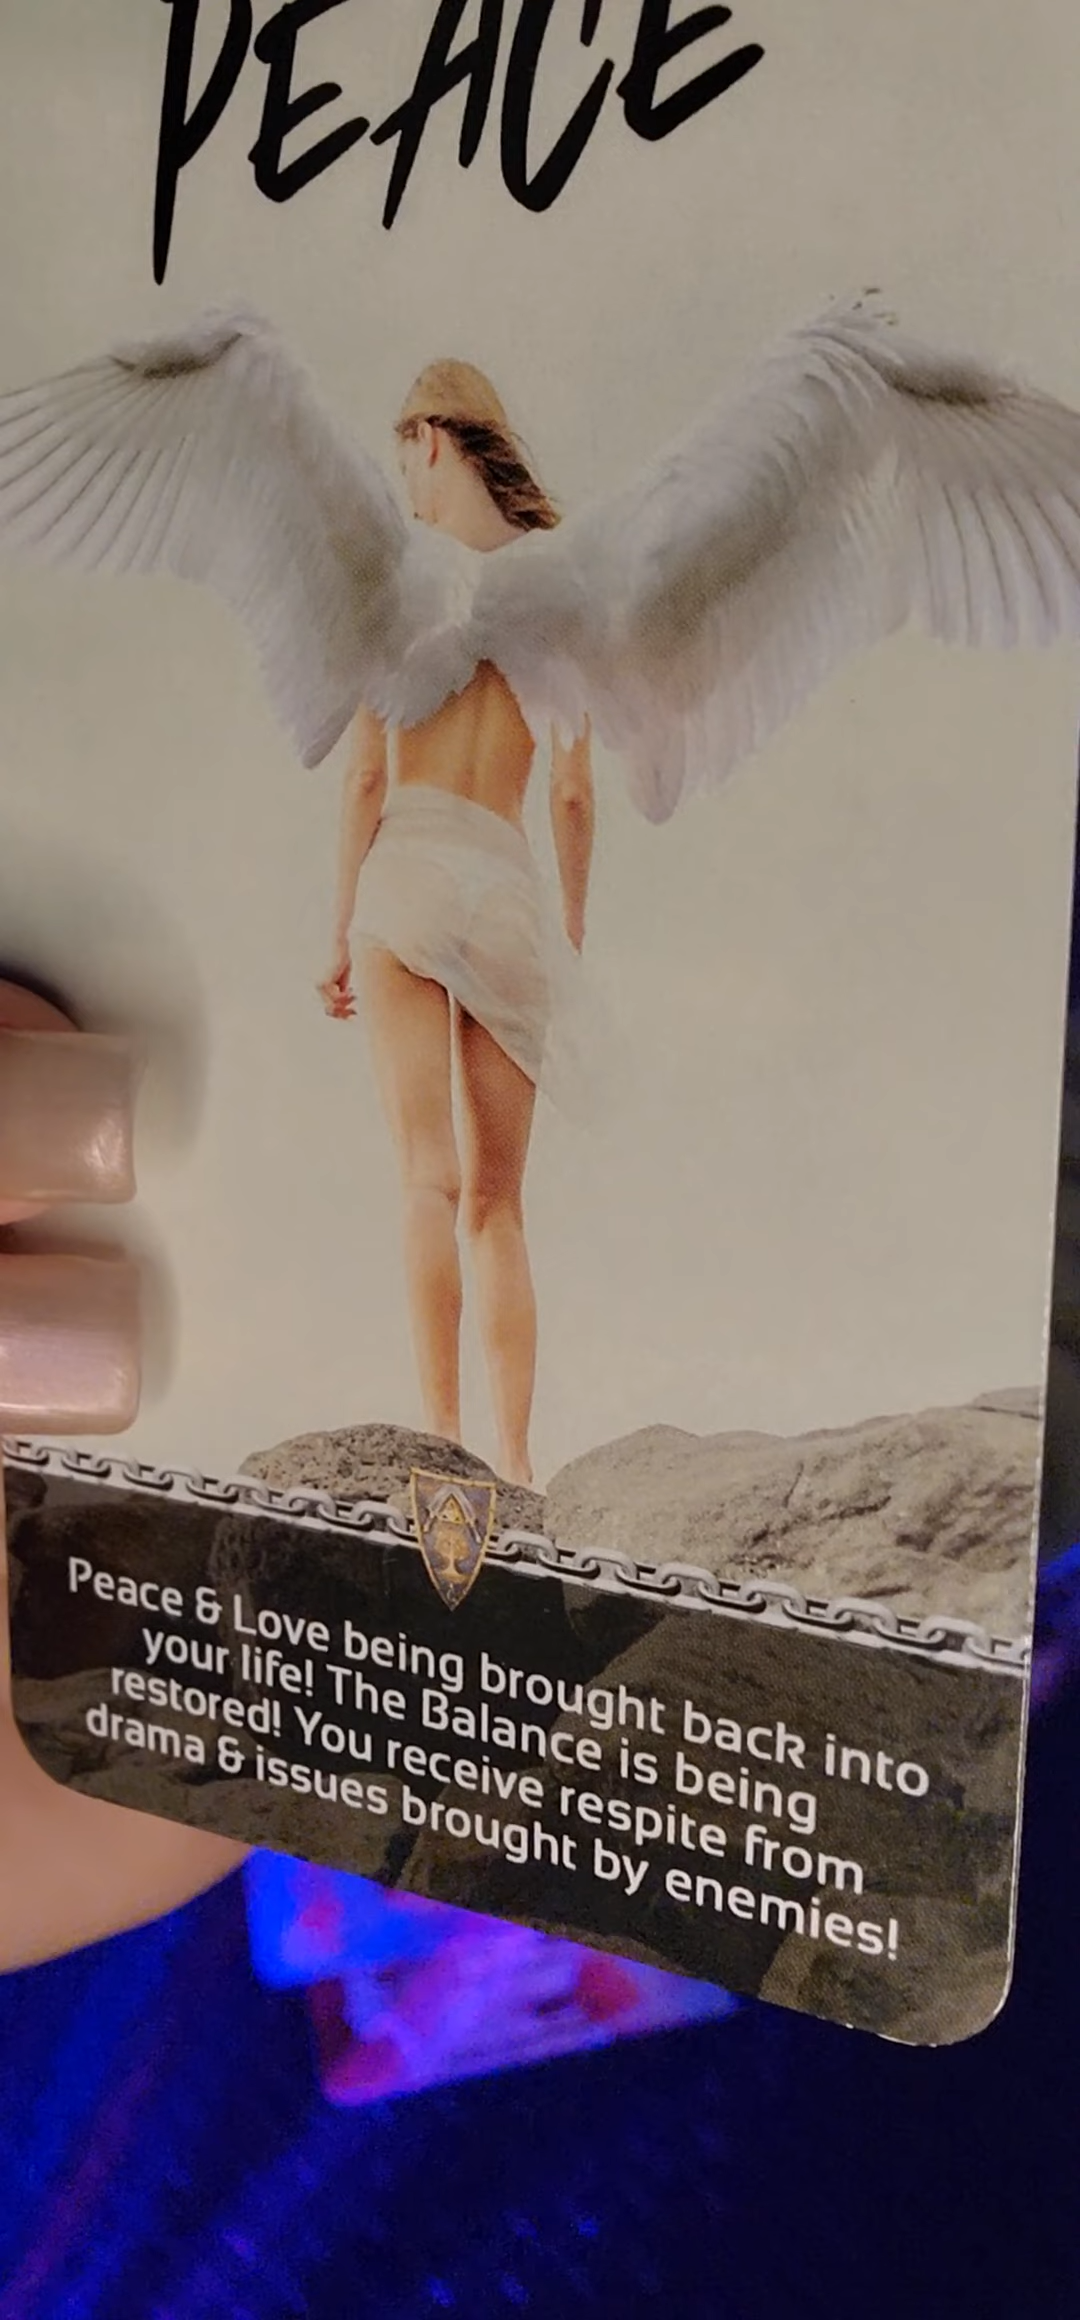 PEACE
Peace & Love being brought back into
your life! The Balance is being
restored! You receive respite from
drama & issues brought by enemies!